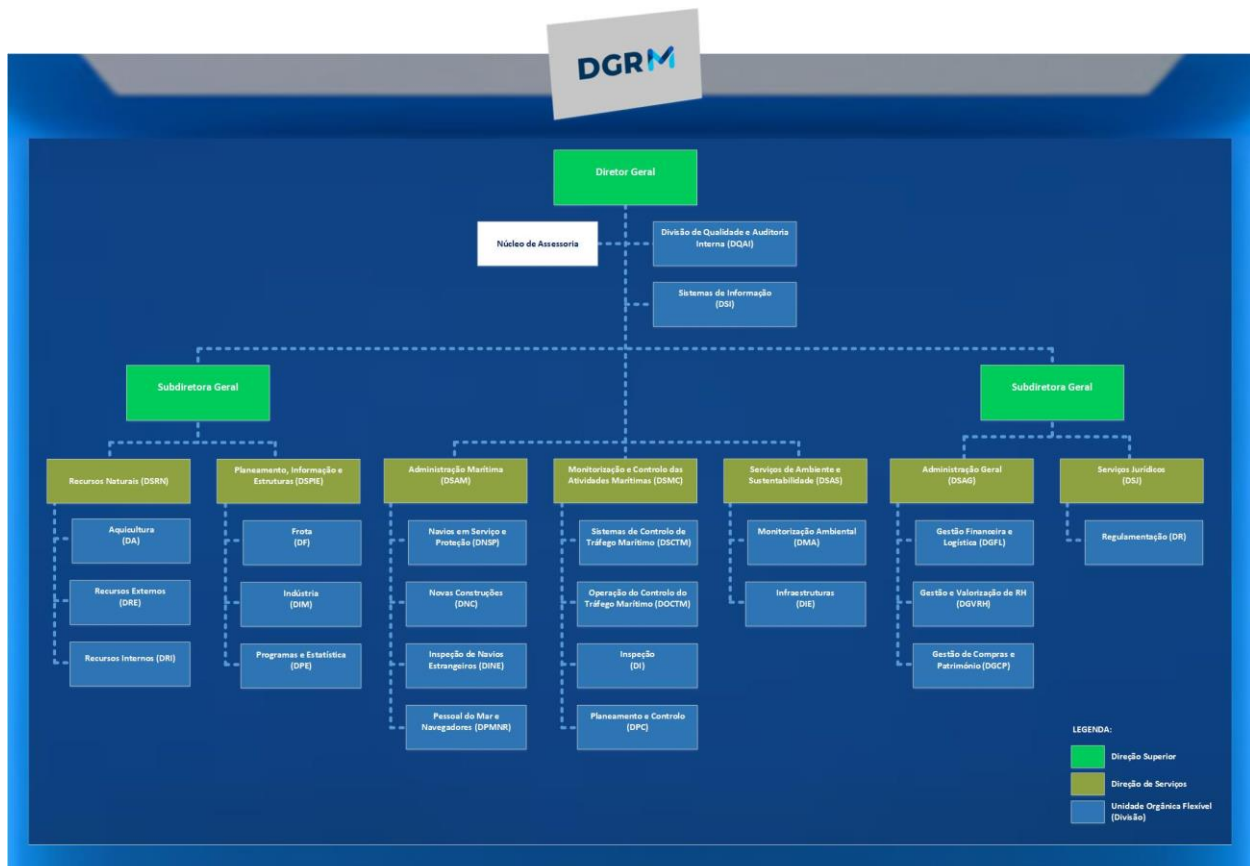 DGRM
Diretor Geral
Núcleo de Assessoria
Divisão de Qualidade e Auditoria
Interna (DQAI)
Sistemas de Informação
(DSI)
Subdiretora Geral
Subdiretora Geral
Recursos Naturais (DSRN)
Planeamento, Informação e
Estruturas (DSPIE)
Administração Marítima
(DSAM)
Monitorização e Controlo das
Atividades Marítimas (DSMC)
Serviços de Ambiente e
Sustentabilidade (DSAS)
Administração Geral
(DSAG)
Serviços Jurídicos
(DSJ)
Aquicultura
(DA)
Frota
(DF)
Navios em Serviço e
Proteção (DNSP)
Sistemas de Controlo de
Tráfego Marítimo (DSCTM)
Monitorização Ambiental
(DMA)
Gestão Financeira e
Logística (DGFL)
Regulamentação (DR)
Recursos Externos
(DRE)
Indústria
(DIM)
Novas Construções
(DNC)
Operação do Controlo do
Tráfego Marítimo (DOCTM)
Infraestruturas
(DIE)
Gestão e Valorização de RH
(DGVRH)
Recursos Internos (DRI)
Programas e Estatística
(DPE)
Inspeção de Navios
Estrangeiros (DINE)
Inspeção
(DI)
Gestão de Compras e
Património (DGCP)
Pessoal do Mar e
Navegadores (DPMNR)
Planeamento e Controlo
(DPC)
LEGENDA:
Direção Superior
Direção de Serviços
Unidade Orgânica Flexível
(Divisão)